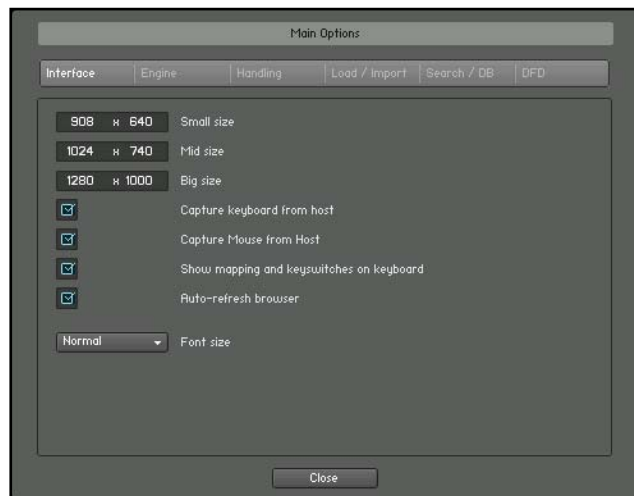 Main Options
Interface Engine Handling Load / Import Search / DB DFD
908 x 640 Small size
1024 x 740 Mid size
1280 x 1000 Big size
Capture keyboard from host
Capture Mouse from Host
Show mapping and keyswitches on keyboard
Auto-refresh browser
Normal Font size
Close